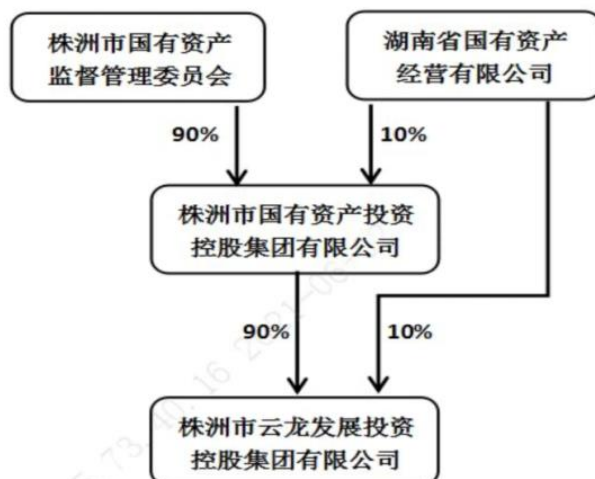 株洲市国有资产
监督管理委员会
湖南省国有资产
经营有限公司
90%
10%
株洲市国有资产投资
控股集团有限公司
90%
10%
株洲市云龙发展投资
控股集团有限公司